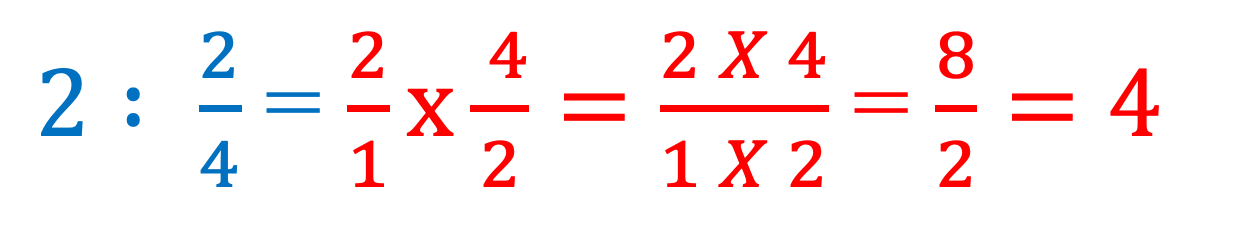 2 : 2/4 = 2/1 x 4/2 = 2 X 4/1 X 2 = 8/2 = 4